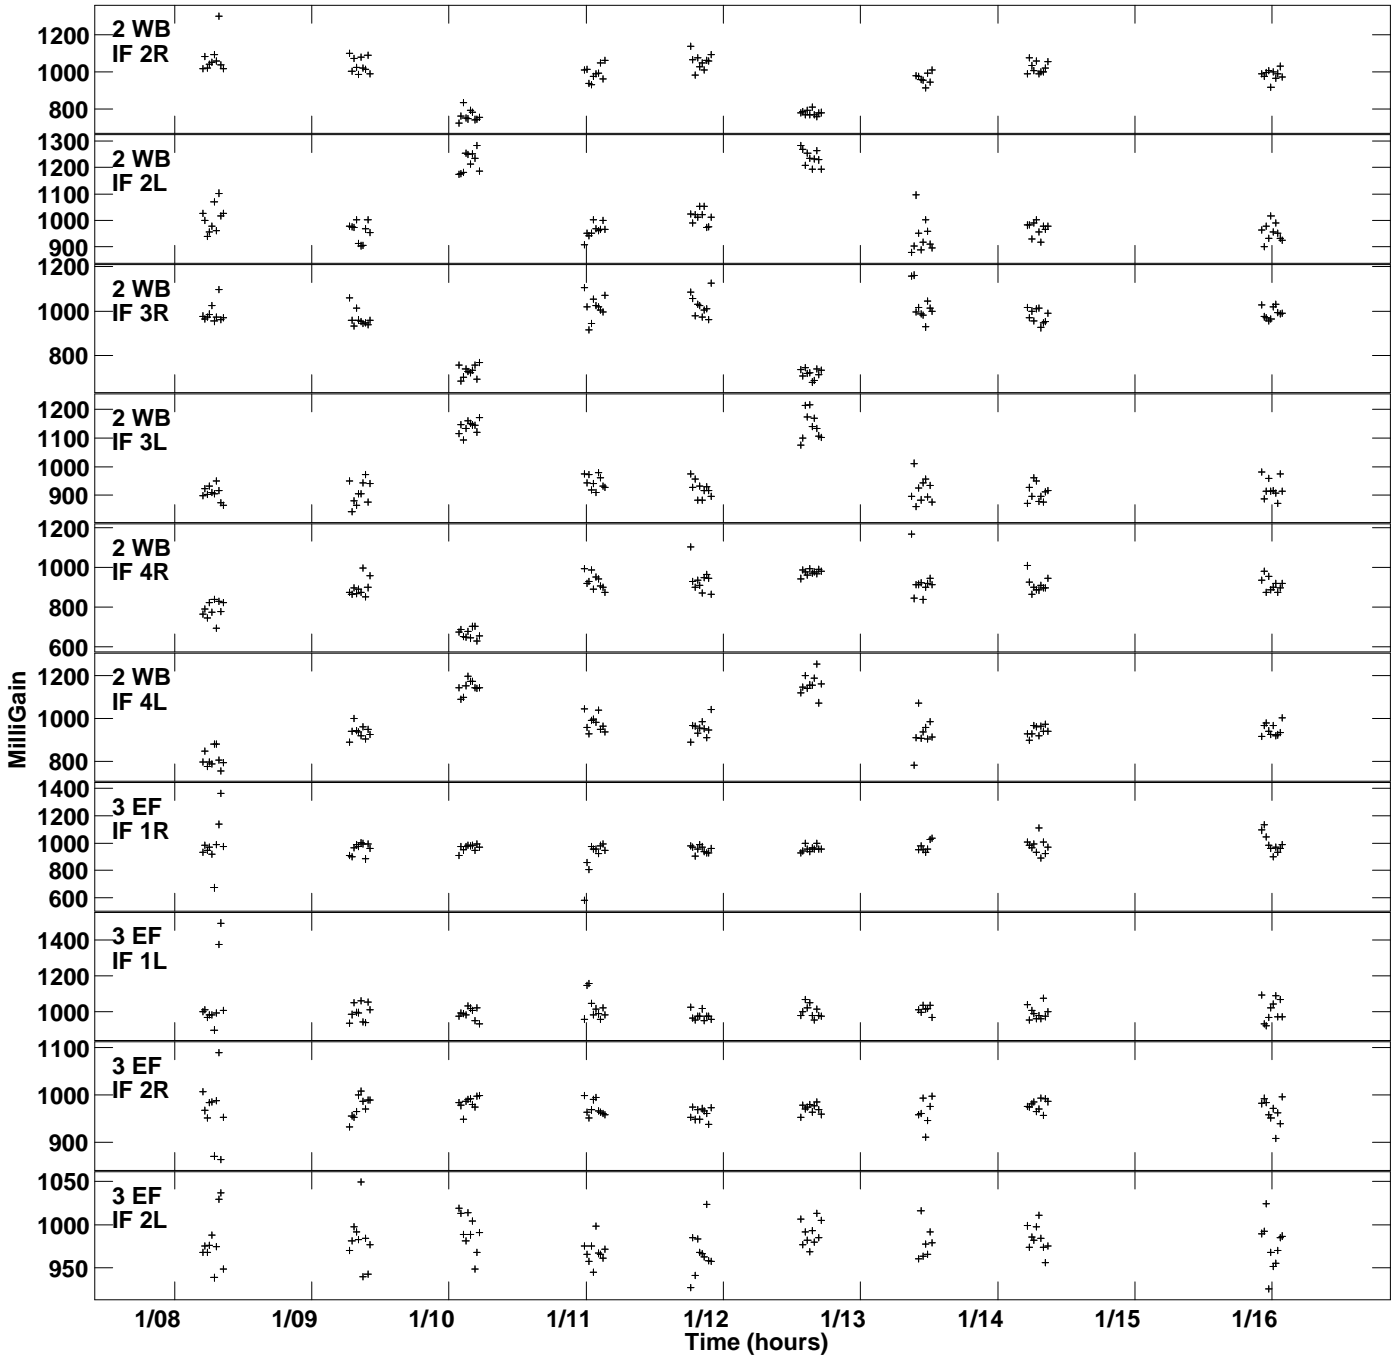 2 WB
IF 2R
1200
1000
800
2 WB
IF 2L
1300
1200
1100
1000
900
2 WB
IF 3R
1200
1000
800
2 WB
IF 3L
1200
1100
1000
900
2 WB
IF 4R
1200
1000
800
600
2 WB
IF 4L
1200
1000
800
MilliGain
3 EF
IF 1R
1400
1200
1000
800
600
3 EF
IF 1L
1400
1200
1000
3 EF
IF 2R
1100
1000
900
3 EF
IF 2L
1050
1000
950
1/08 1/09 1/10 1/11 1/12 1/13 1/14 1/15 1/16
Time (hours)